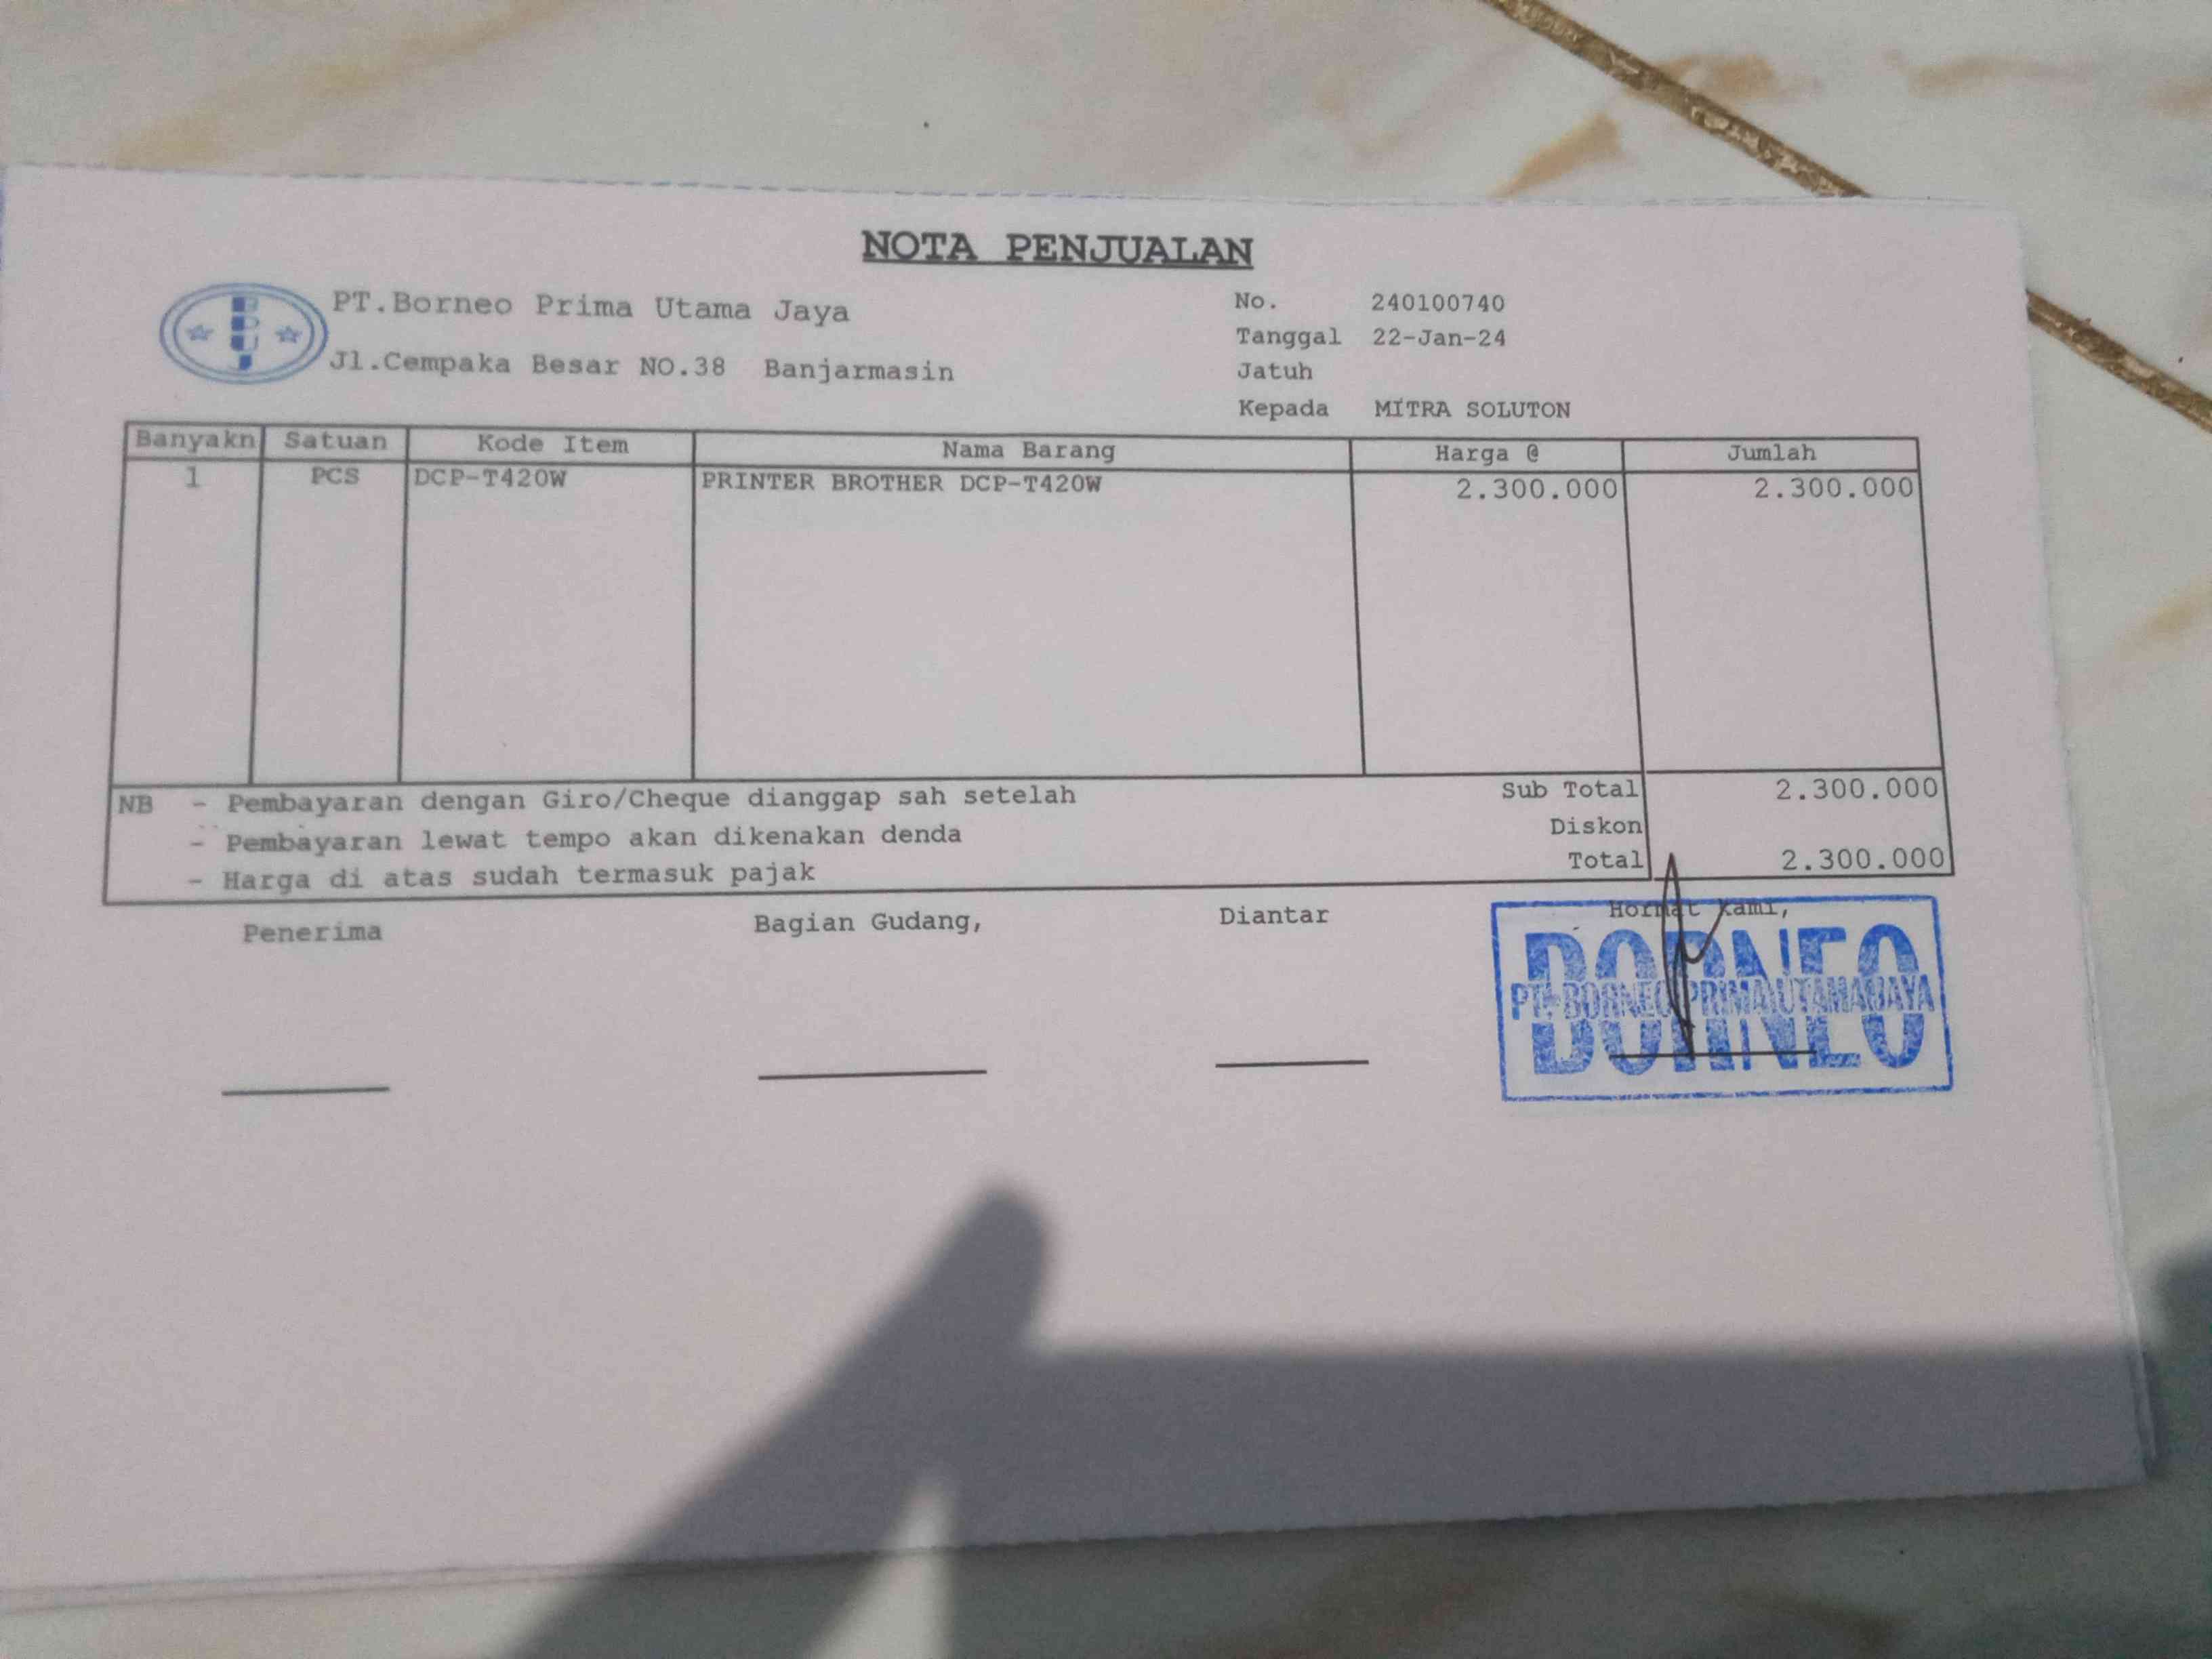 NOTA PENJUALAN
BPUJ
PT.Borneo Prima Utama Jaya
Jl.Cempaka Besar NO.38 Banjarmasin
No. 240100740
Tanggal 22-Jan-24
Jatuh
Kepada MITRA SOLUTON
Banyakn Satuan Kode Item Nama Barang Harga @ Jumlah
1 PCS DCP-T420W PRINTER BROTHER DCP-T420W 2.300.000 2.300.000
NB - Pembayaran dengan Giro/Cheque dianggap sah setelah Sub Total 2.300.000
- Pembayaran lewat tempo akan dikenakan denda Diskon
- Harga di atas sudah termasuk pajak Total 2.300.000
Penerima Bagian Gudang, Diantar Hormat Kami,
BORNEO
PT. BORNEO PRIMA UTAMA JAYA